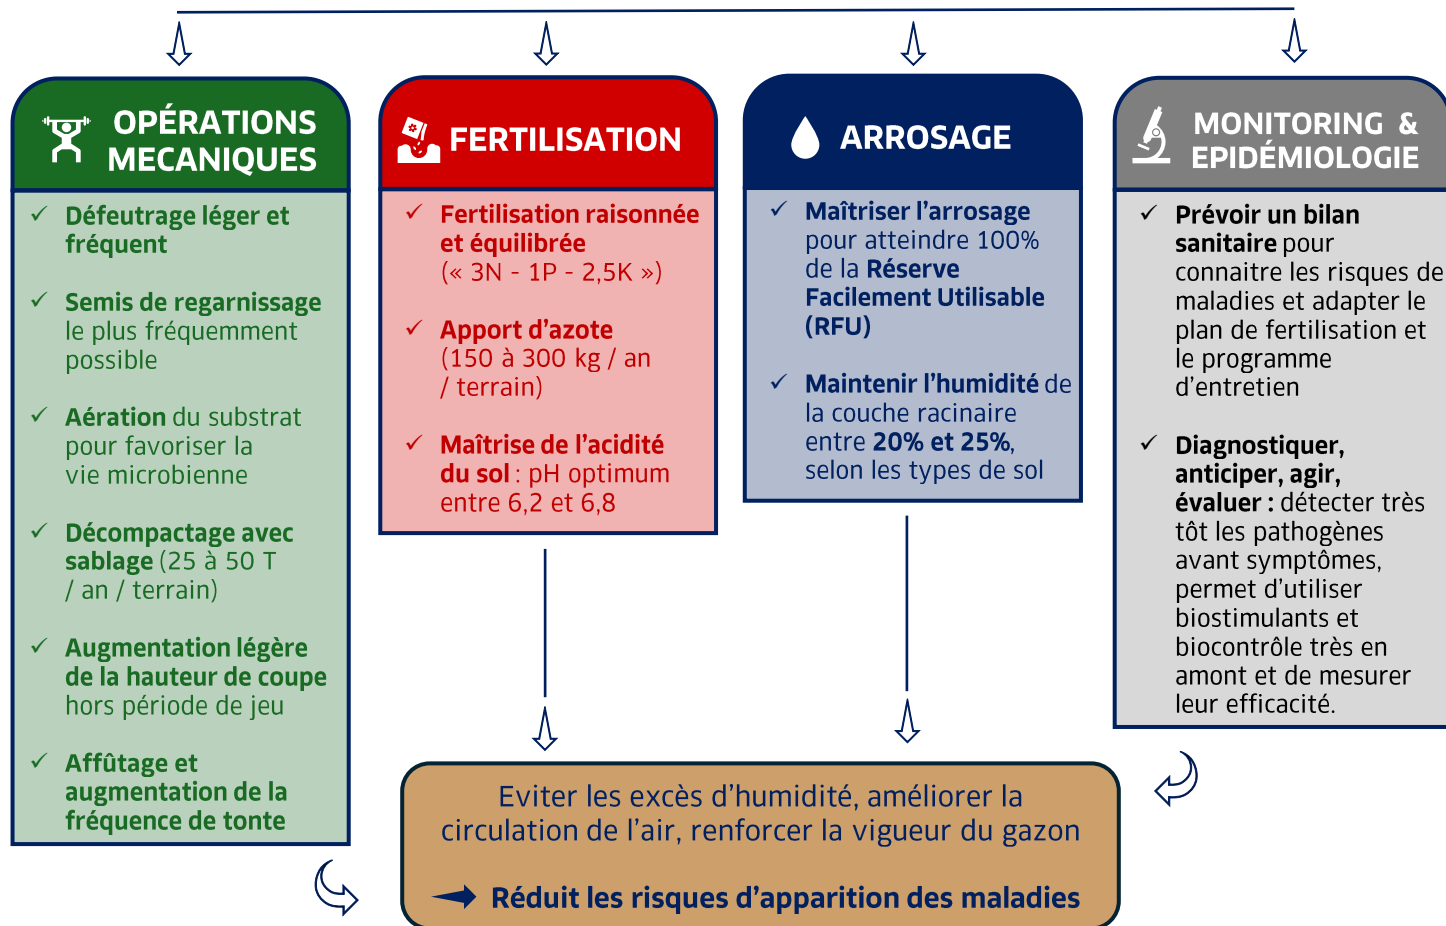 OPÉRATIONS
MECANIQUES
✓ Défeutrage léger et
fréquent
✓ Semis de regarnissage
le plus fréquemment
possible
✓ Aération du substrat
pour favoriser la
vie microbienne
✓ Décompactage avec
sablage (25 à 50 T
/ an / terrain)
✓ Augmentation légère
de la hauteur de coupe
hors période de jeu
✓ Affûtage et
augmentation de la
fréquence de tonte
FERTILISATION
✓ Fertilisation raisonnée
et équilibrée
(« 3N - 1P - 2,5K »)
✓ Apport d’azote
(150 à 300 kg / an
/ terrain)
✓ Maîtrise de l’acidité
du sol : pH optimum
entre 6,2 et 6,8
ARROSAGE
✓ Maîtriser l’arrosage
pour atteindre 100%
de la Réserve
Facilement Utilisable
(RFU)
✓ Maintenir l’humidité de
la couche racinaire
entre 20% et 25%,
selon les types de sol
MONITORING &
EPIDÉMIOLOGIE
✓ Prévoir un bilan
sanitaire pour
connaitre les risques de
maladies et adapter le
plan de fertilisation et
le programme
d’entretien
✓ Diagnostiquer,
anticiper, agir,
évaluer : détecter très
tôt les pathogènes
avant symptômes,
permet d’utiliser
biostimulants et
biocontrôle très en
amont et de mesurer
leur efficacité.
Eviter les excès d’humidité, améliorer la
circulation de l’air, renforcer la vigueur du gazon
Réduit les risques d’apparition des maladies